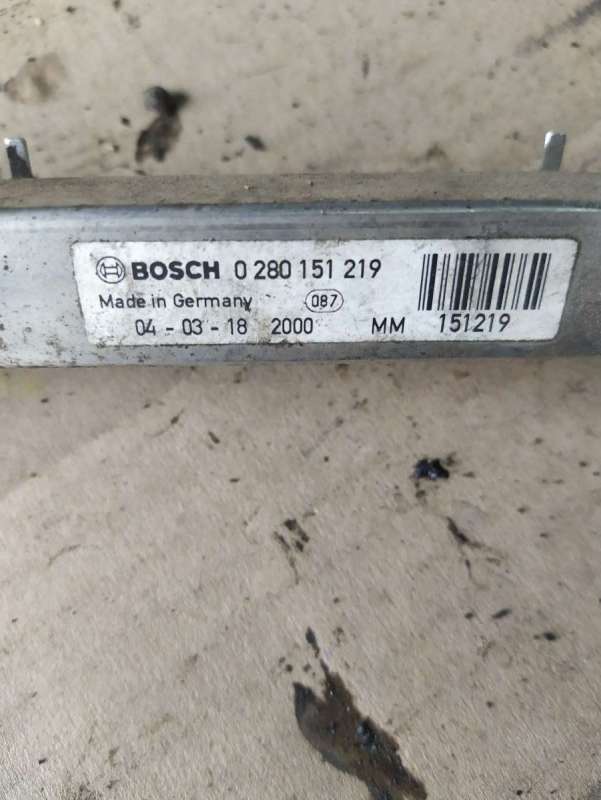 BOSCH 0 280 151 219
Made in Germany 087
04 - 03 - 18 2000 MM 151219